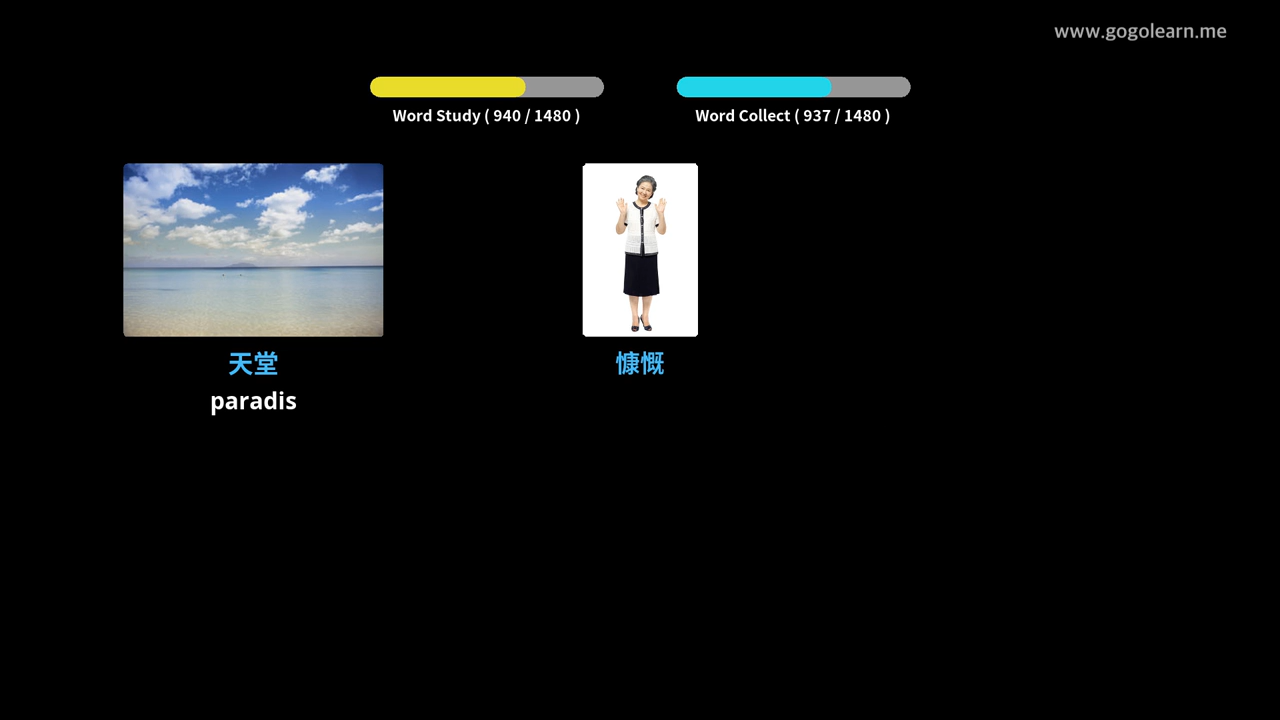 www.gogolearn.me
Word Study ( 940 / 1480 )
Word Collect ( 937 / 1480 )
天堂
paradis
慷慨